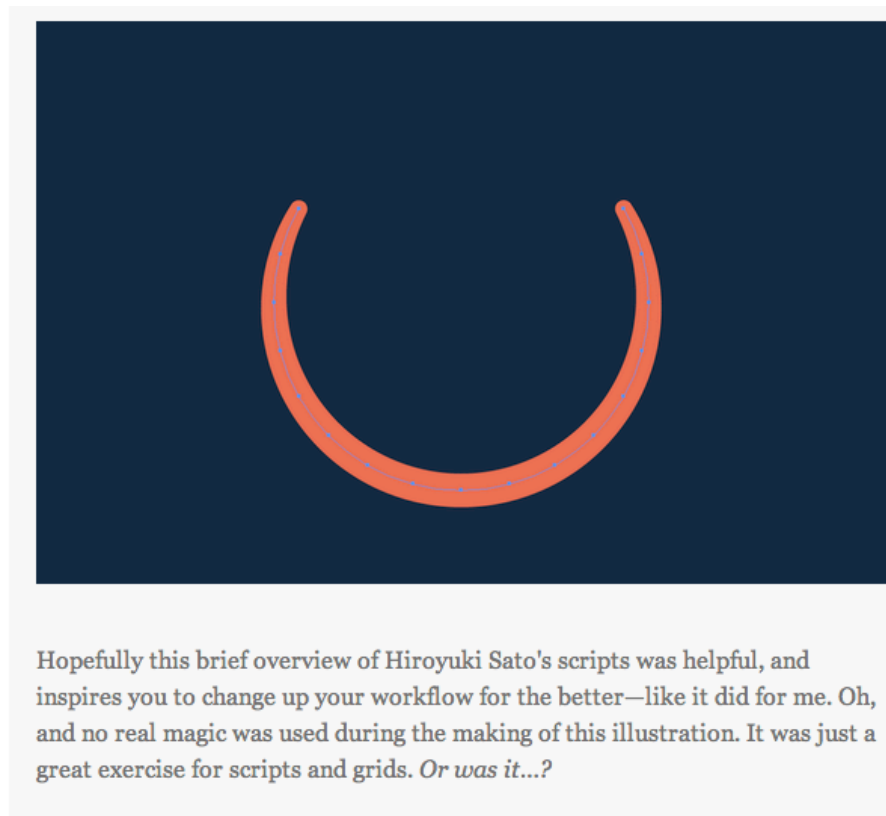 Hopefully this brief overview of Hiroyuki Sato's scripts was helpful, and
inspires you to change up your workflow for the better—like it did for me. Oh,
and no real magic was used during the making of this illustration. It was just a
great exercise for scripts and grids. Or was it...?